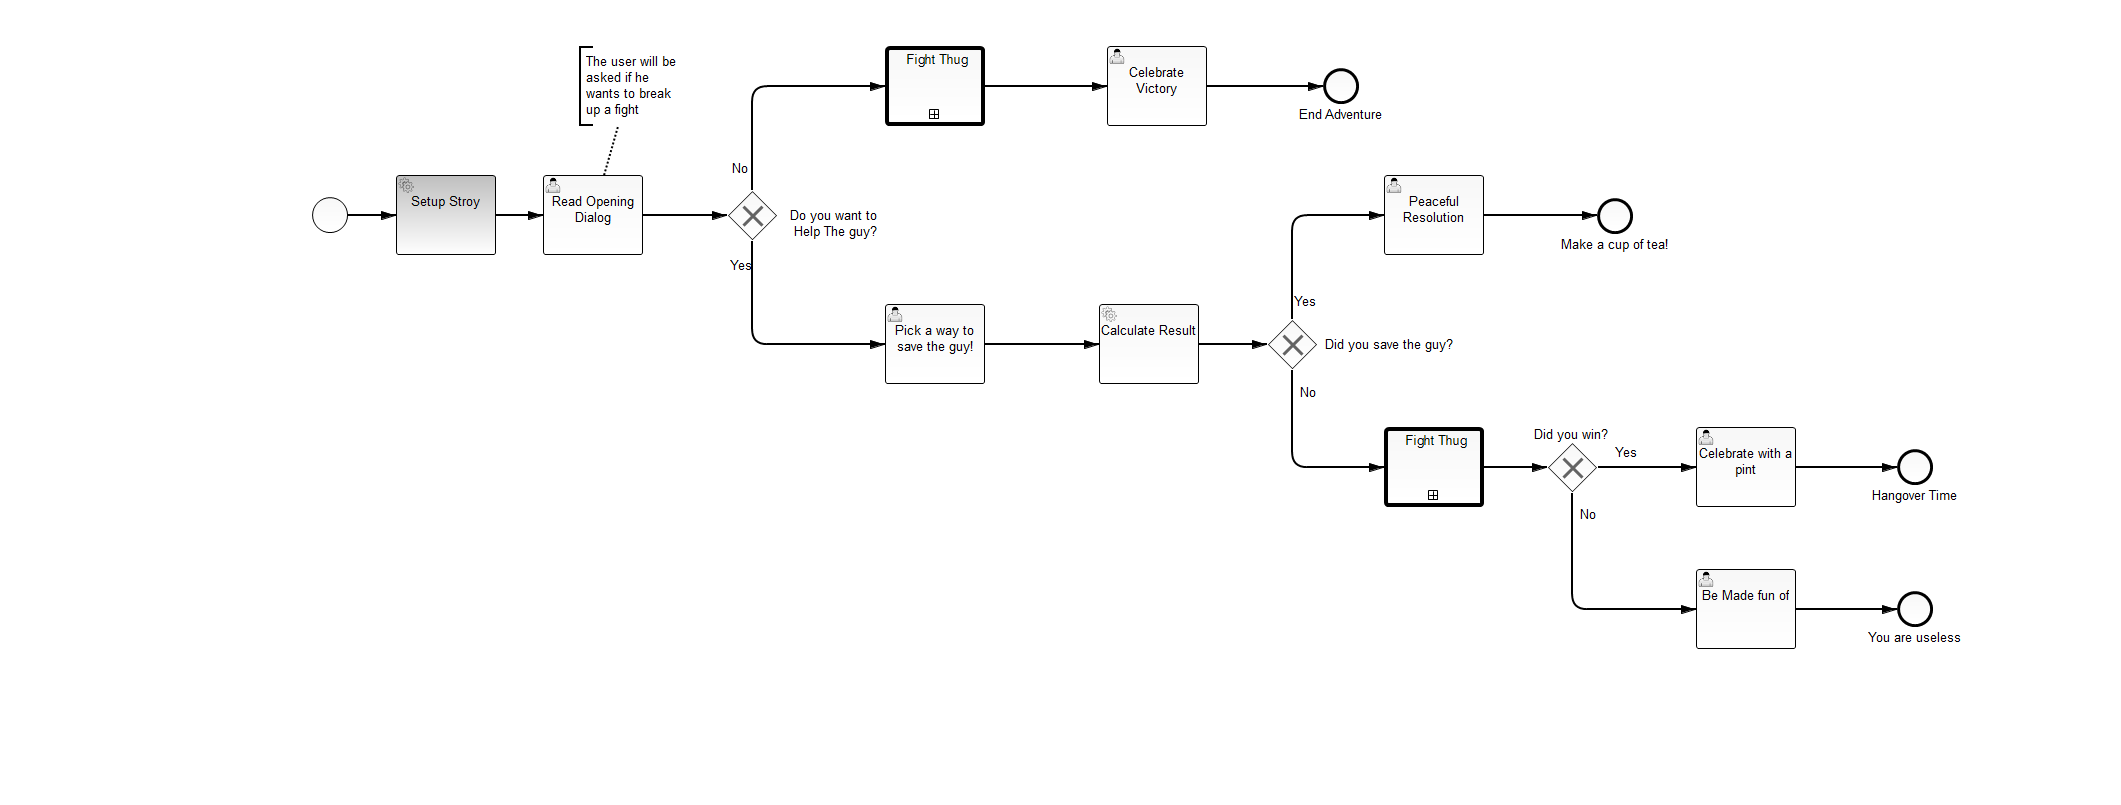 The user will be
asked if he
wants to break
up a fight
Fight Thug
Celebrate
Victory
End Adventure
No
Setup Stroy
Read Opening
Dialog
Do you want to
Help The guy?
Yes
Peaceful
Resolution
Make a cup of tea!
Pick a way to
save the guy!
Calculate Result
Yes
Did you save the guy?
No
Fight Thug
Did you win?
Yes
Celebrate with a
pint
Hangover Time
No
Be Made fun of
You are useless